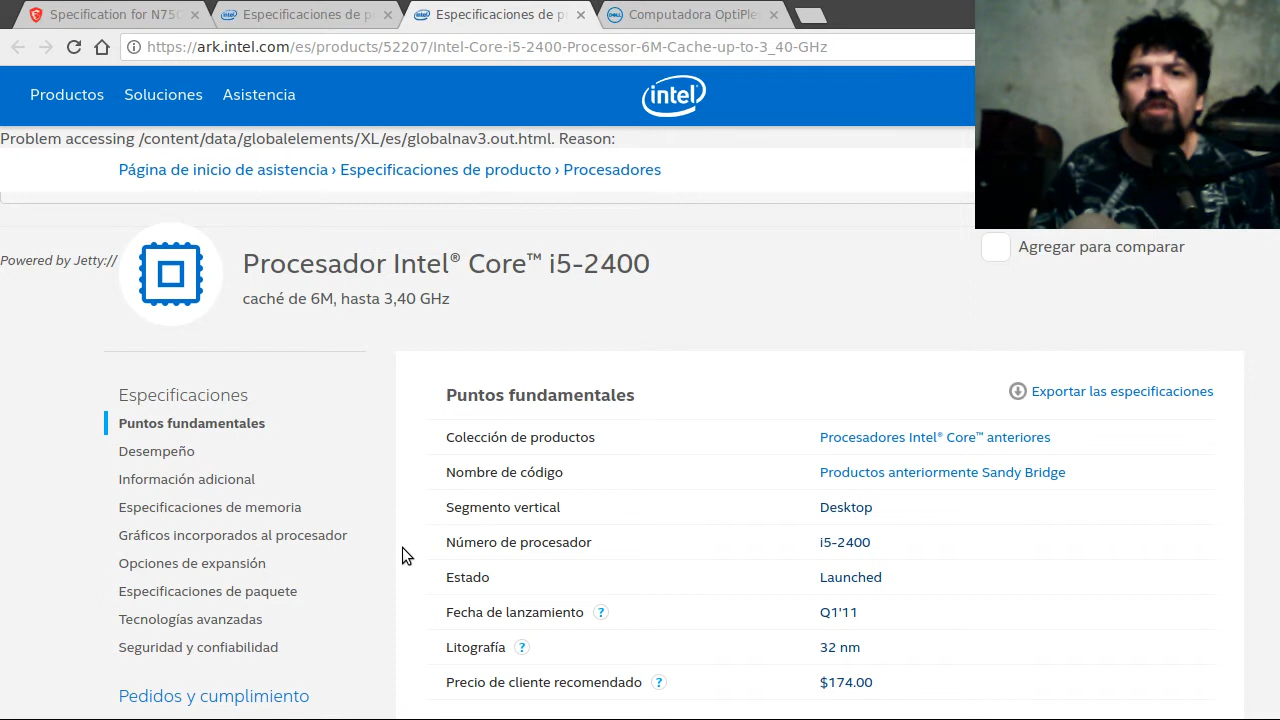 Specification for N750
Especificaciones de p
Especificaciones de p
Computadora OptiPle
https://ark.intel.com/es/products/52207/Intel-Core-i5-2400-Processor-6M-Cache-up-to-3_40-GHz
Productos
Soluciones
Asistencia
intel
Problem accessing /content/data/globalelements/XL/es/globalnav3.out.html. Reason:
Página de inicio de asistencia › Especificaciones de producto › Procesadores
Powered by Jetty://
Procesador Intel® Core™ i5-2400
caché de 6M, hasta 3,40 GHz
Agregar para comparar
Especificaciones
Puntos fundamentales
Desempeño
Información adicional
Especificaciones de memoria
Gráficos incorporados al procesador
Opciones de expansión
Especificaciones de paquete
Tecnologías avanzadas
Seguridad y confiabilidad
Pedidos y cumplimiento
Puntos fundamentales
Exportar las especificaciones
Colección de productos Procesadores Intel® Core™ anteriores
Nombre de código Productos anteriormente Sandy Bridge
Segmento vertical Desktop
Número de procesador i5-2400
Estado Launched
Fecha de lanzamiento ? Q1'11
Litografía ? 32 nm
Precio de cliente recomendado ? $174.00